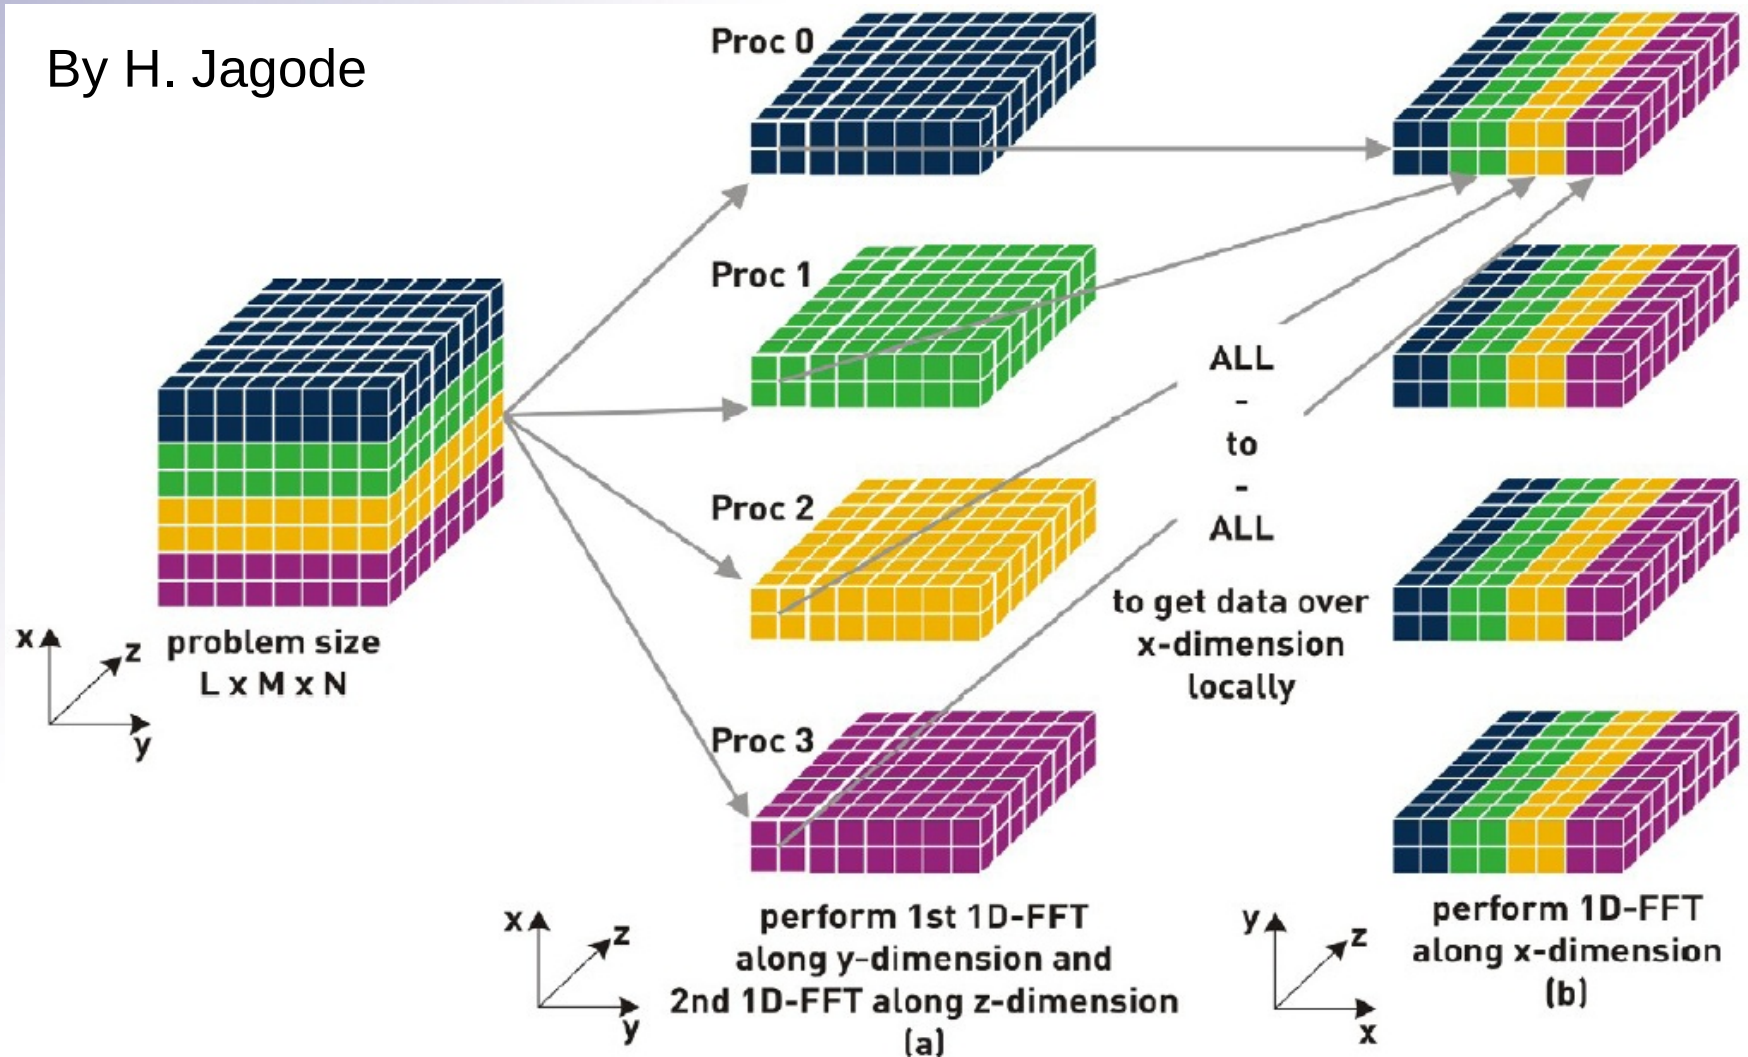 By H. Jagode
Proc 0
Proc 1
Proc 2
Proc 3
ALL
-
to
-
ALL
to get data over
x-dimension
locally
x
z
y
problem size
L x M x N
x
z
y
perform 1st 1D-FFT
along y-dimension and
2nd 1D-FFT along z-dimension
(a)
y
z
x
perform 1D-FFT
along x-dimension
(b)